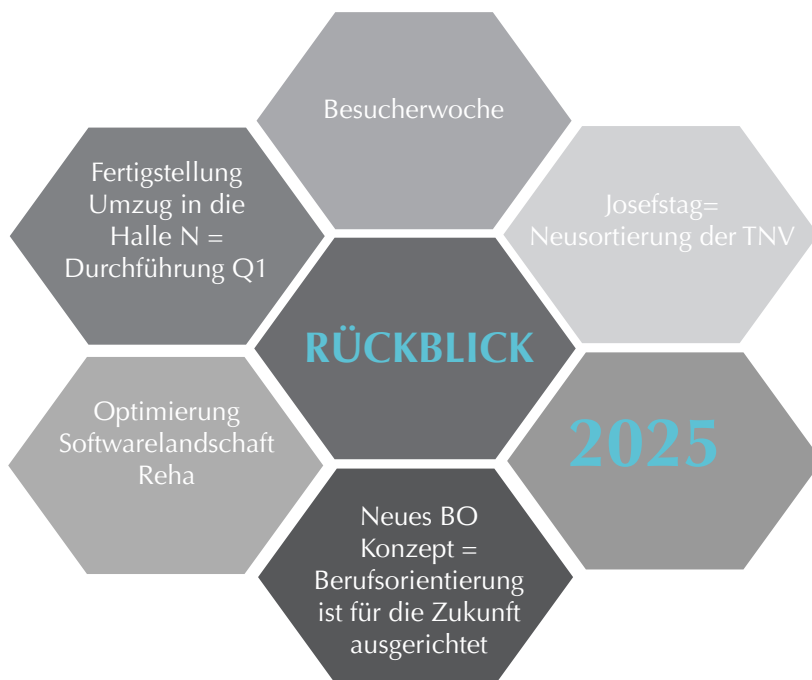 Besucherwoche
Fertigstellung
Umzug in die
Halle N =
Durchführung Q1
Josefstag=
Neusortierung der TNV
RÜCKBLICK
Optimierung
Softwarelandschaft
Reha
2025
Neues BO
Konzept =
Berufsorientierung
ist für die Zukunft
ausgerichtet